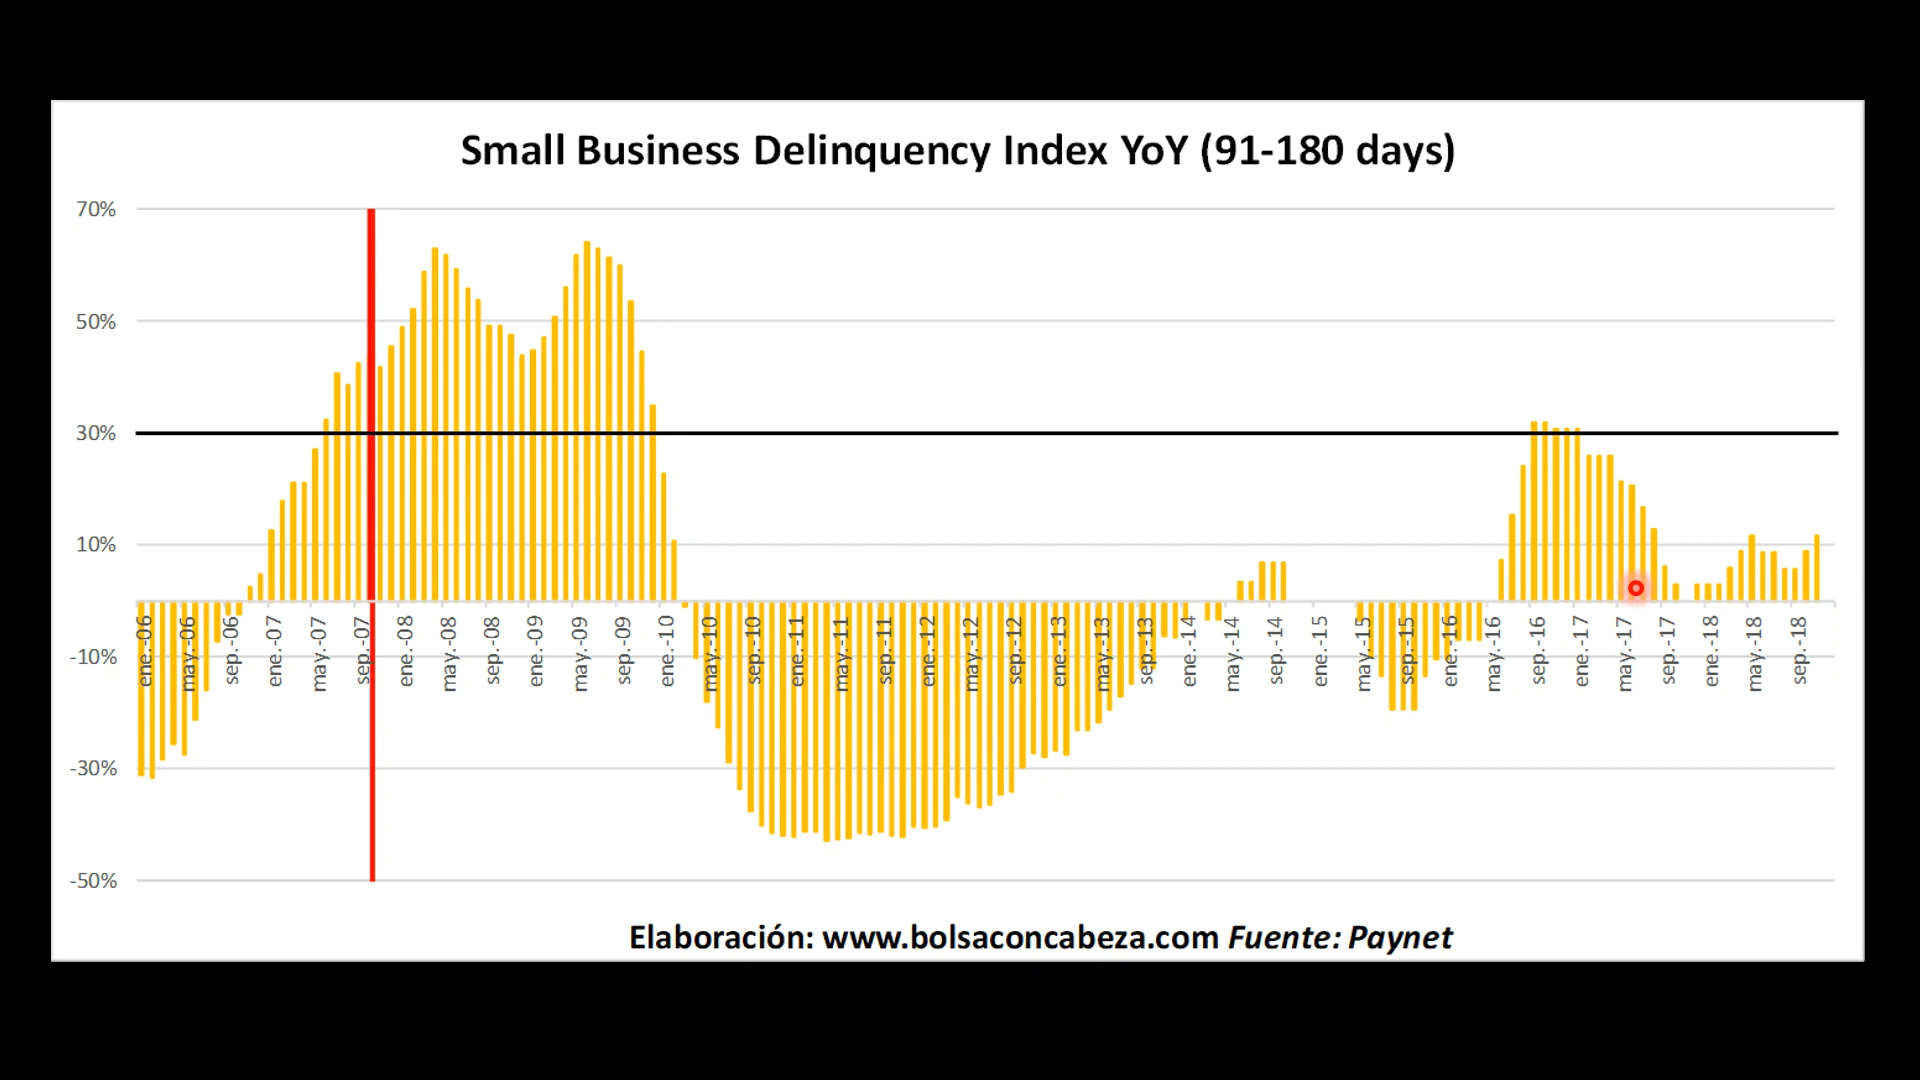 Small Business Delinquency Index YoY (91-180 days)
70%
50%
30%
10%
-10%
-30%
-50%
ene.-06
may.-06
sep.-06
ene.-07
may.-07
sep.-07
ene.-08
may.-08
sep.-08
ene.-09
may.-09
sep.-09
ene.-10
may.-10
sep.-10
ene.-11
may.-11
sep.-11
ene.-12
may.-12
sep.-12
ene.-13
may.-13
sep.-13
ene.-14
may.-14
sep.-14
ene.-15
may.-15
sep.-15
ene.-16
may.-16
sep.-16
ene.-17
may.-17
sep.-17
ene.-18
may.-18
sep.-18
Elaboración: www.bolsaconcabeza.com Fuente: Paynet